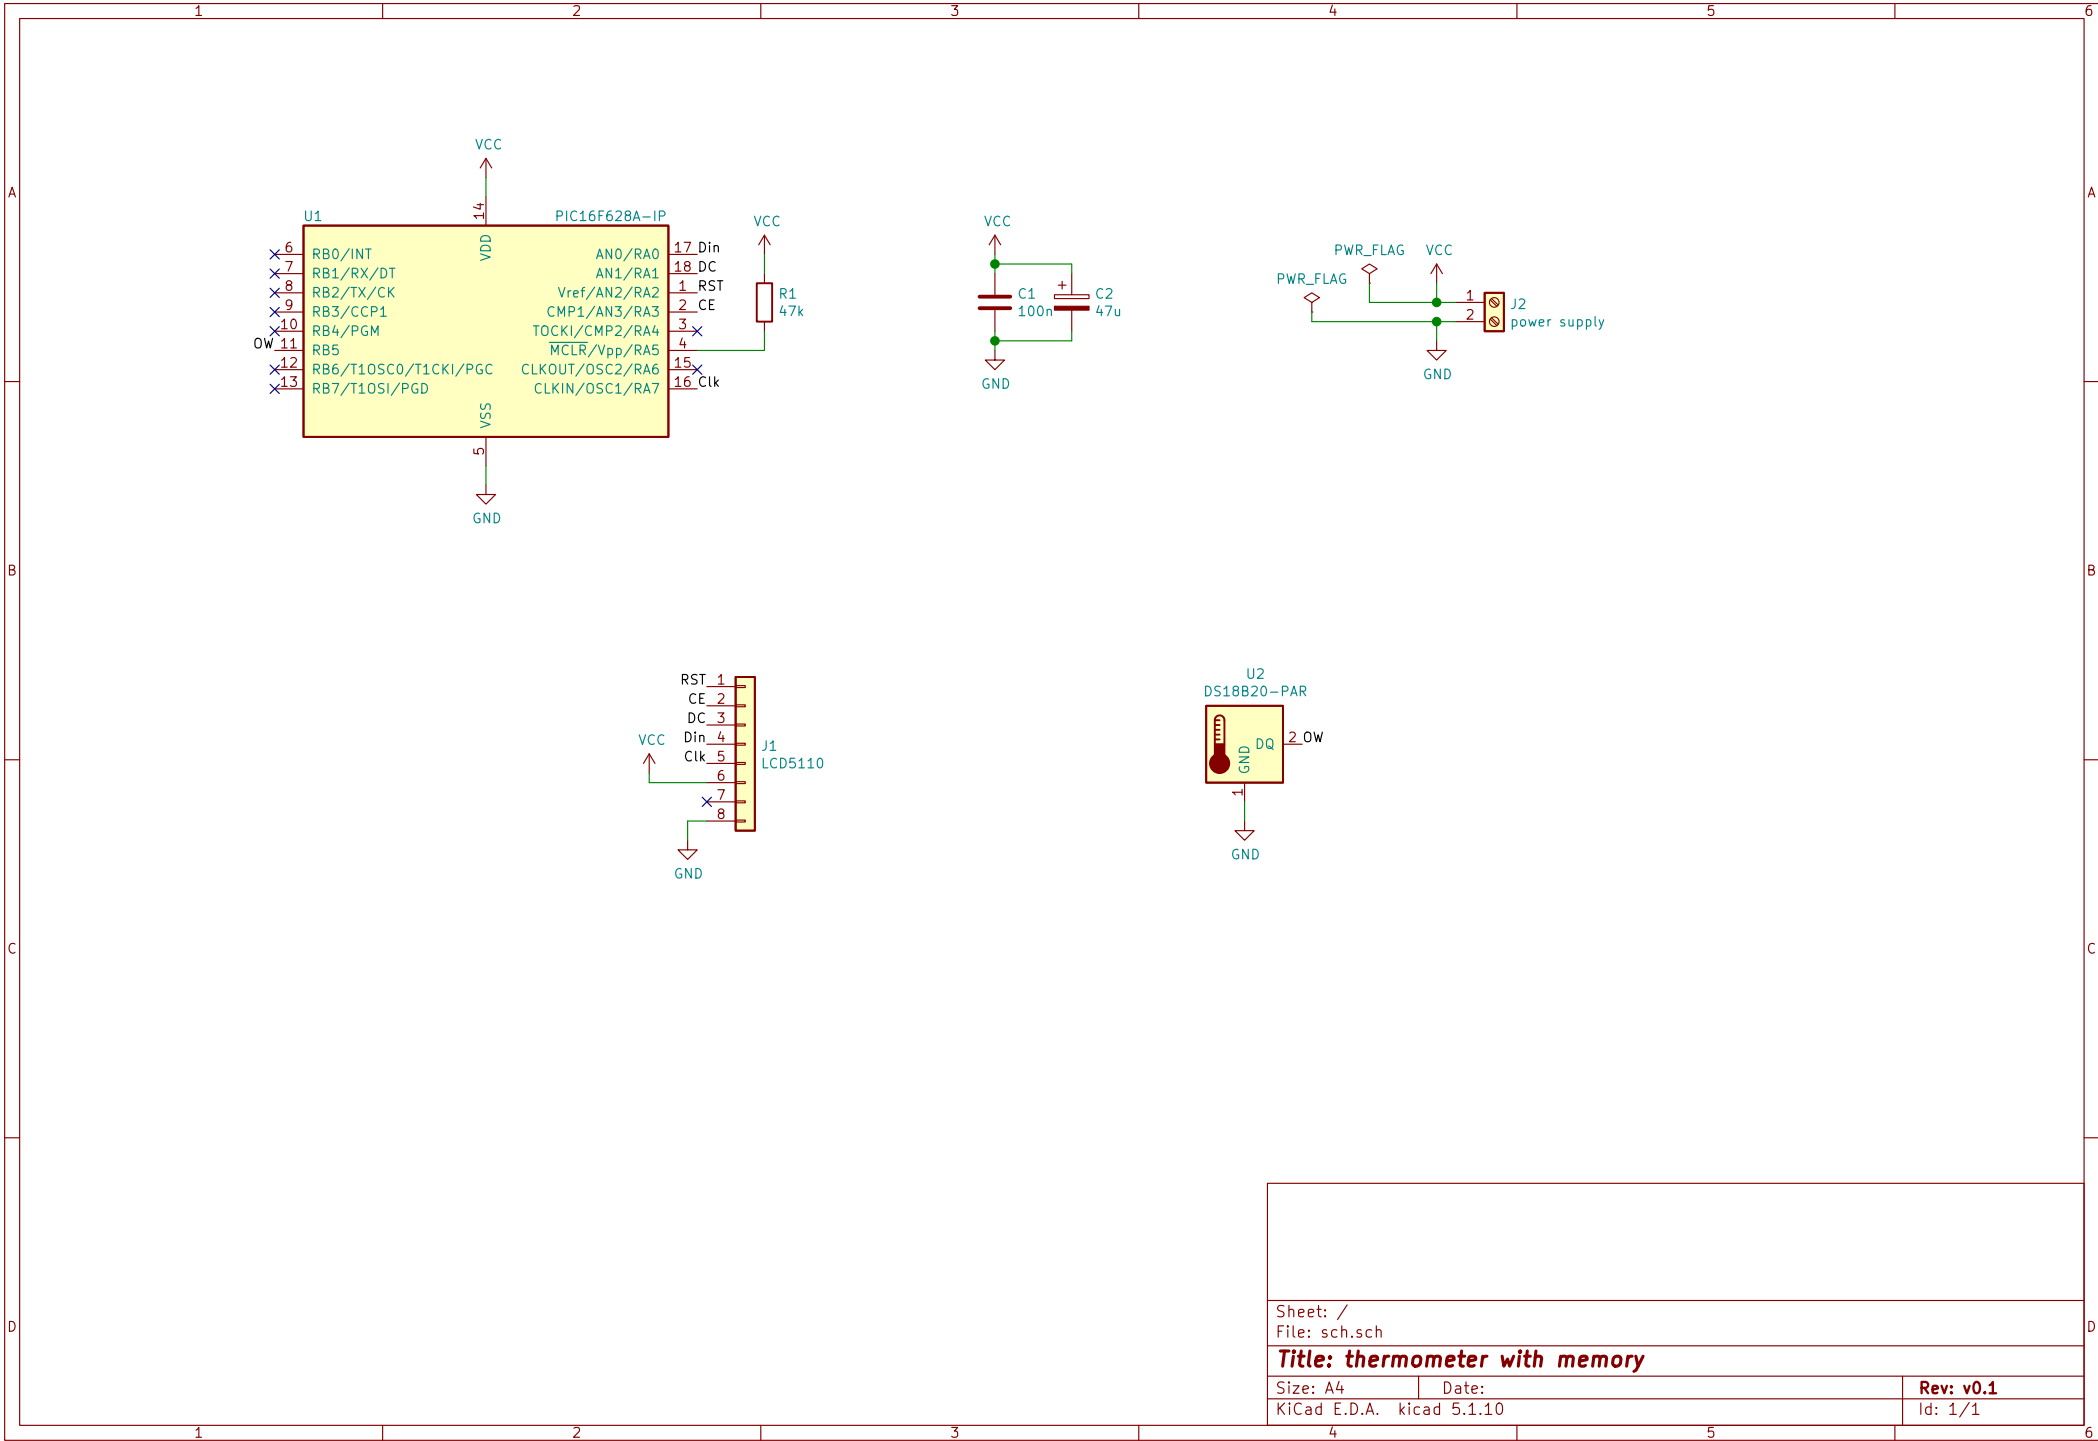 1 2 3 4 5 6
A A
VCC
14
U1 PIC16F628A-IP
VDD
6 RB0/INT AN0/RA0 17 Din
7 RB1/RX/DT AN1/RA1 18 DC
8 RB2/TX/CK Vref/AN2/RA2 1 RST
9 RB3/CCP1 CMP1/AN3/RA3 2 CE
10 RB4/PGM TOCKI/CMP2/RA4 3
OW 11 RB5 MCLR/Vpp/RA5 4
12 RB6/T1OSC0/T1CKI/PGC CLKOUT/OSC2/RA6 15
13 RB7/T1OSI/PGD CLKIN/OSC1/RA7 16 Clk
VSS
5
GND
VCC
R1
47k
VCC
C1
100n
+
C2
47u
GND
PWR_FLAG VCC
PWR_FLAG
1
2
J2
power supply
GND
B B
RST 1
CE 2
DC 3
Din 4
Clk 5
VCC 6
7
8
J1
LCD5110
GND
U2
DS18B20-PAR
DQ 2 OW
GND
1
GND
C C
D D
Sheet: /
File: sch.sch
Title: thermometer with memory
Size: A4 Date: Rev: v0.1
KiCad E.D.A. kicad 5.1.10 Id: 1/1
1 2 3 4 5 6